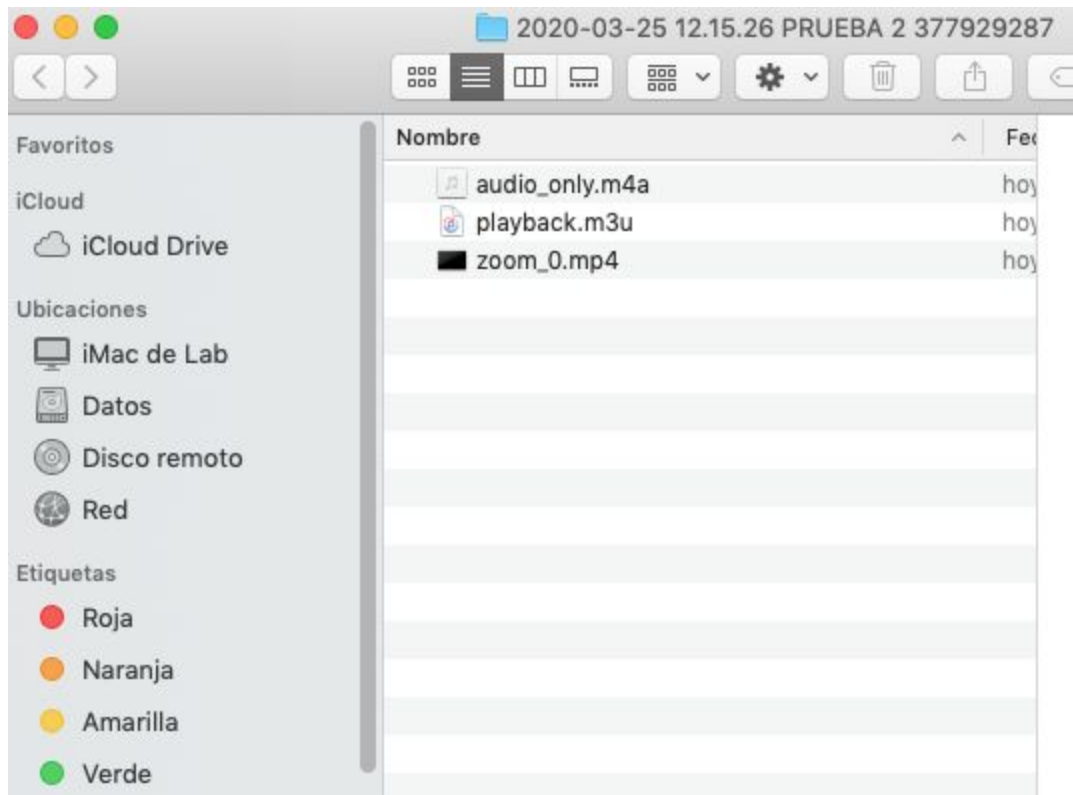 2020-03-25 12.15.26 PRUEBA 2 377929287
Favoritos
iCloud
iCloud Drive
Ubicaciones
iMac de Lab
Datos
Disco remoto
Red
Etiquetas
Roja
Naranja
Amarilla
Verde
Nombre Fec
audio_only.m4a hoy
playback.m3u hoy
zoom_0.mp4 hoy